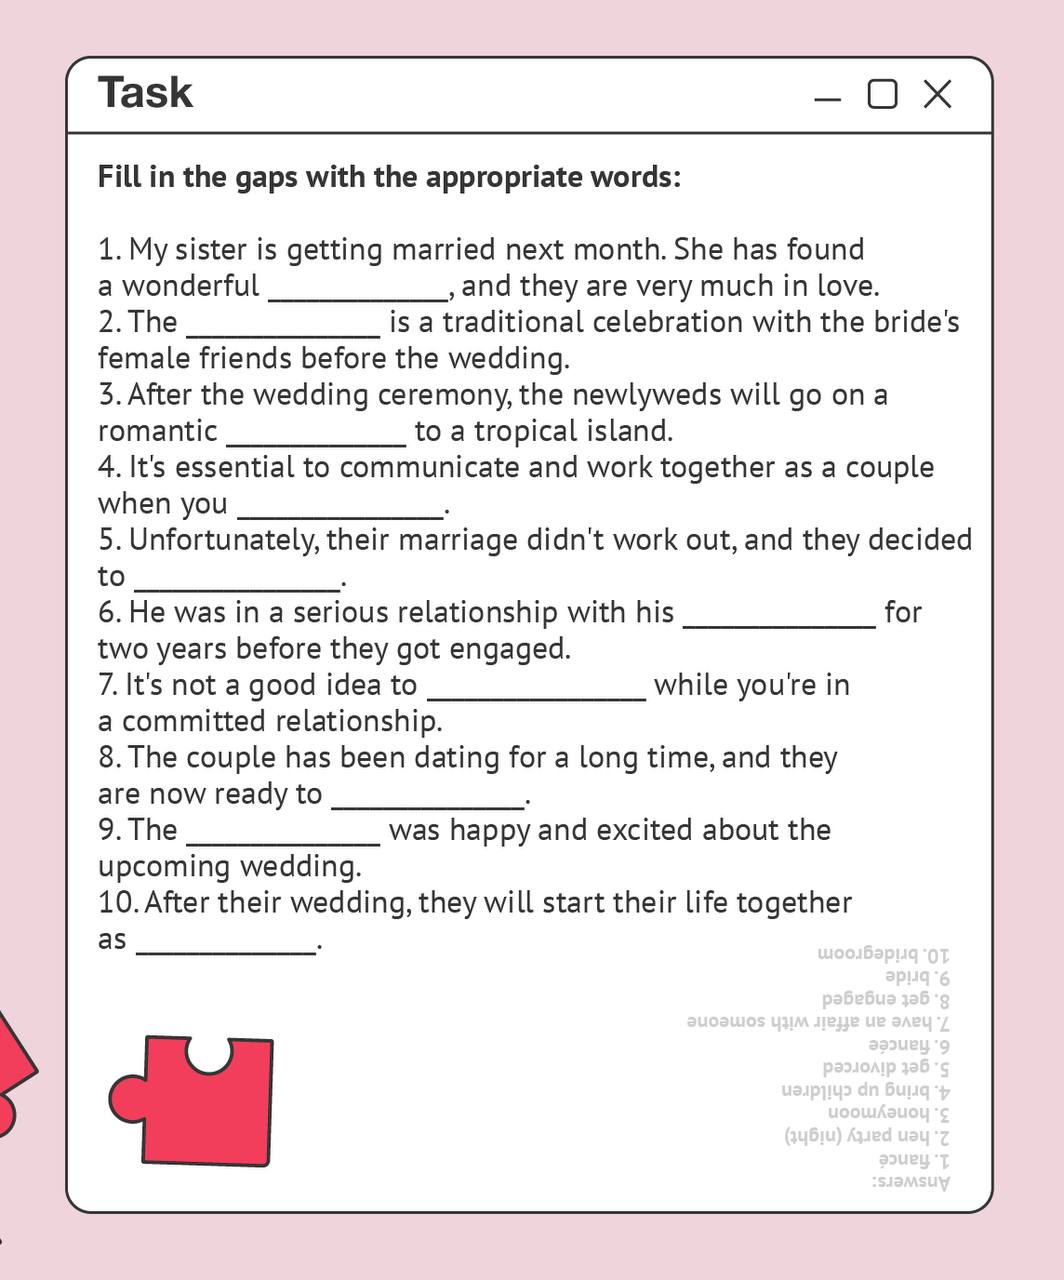 Task
Fill in the gaps with the appropriate words:
1. My sister is getting married next month. She has found
a wonderful ______________, and they are very much in love.
2. The _______________ is a traditional celebration with the bride's
female friends before the wedding.
3. After the wedding ceremony, the newlyweds will go on a
romantic ______________ to a tropical island.
4. It's essential to communicate and work together as a couple
when you ________________.
5. Unfortunately, their marriage didn't work out, and they decided
to ________________.
6. He was in a serious relationship with his _______________ for
two years before they got engaged.
7. It's not a good idea to _________________ while you're in
a committed relationship.
8. The couple has been dating for a long time, and they
are now ready to _______________.
9. The _______________ was happy and excited about the
upcoming wedding.
10. After their wedding, they will start their life together
as ______________.
Answers:
1. fiancé
2. hen party (night)
3. honeymoon
4. bring up children
5. get divorced
6. fiancée
7. have an affair with someone
8. get engaged
9. bride
10. bridegroom